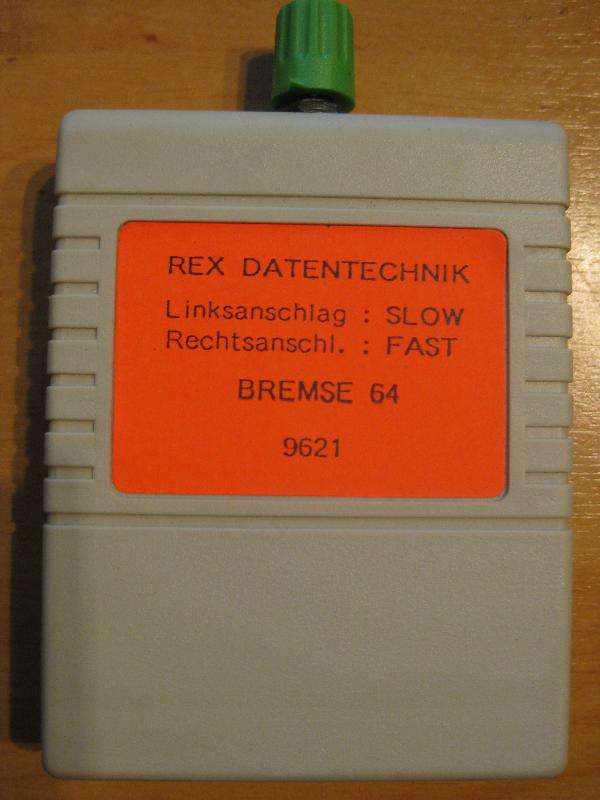 REX DATENTECHNIK
Linksanschlag : SLOW
Rechtsanschl. : FAST
BREMSE 64
9621